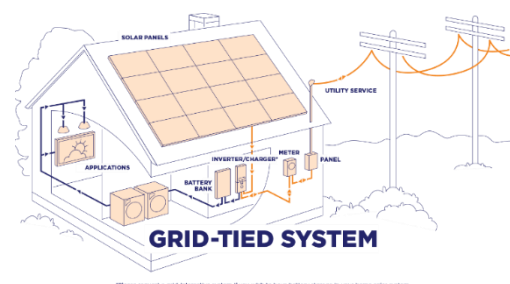 SOLAR PANELS
UTILITY SERVICE
METER
PANEL
INVERTER/CHARGER*
APPLICATIONS
BATTERY
BANK
GRID-TIED SYSTEM